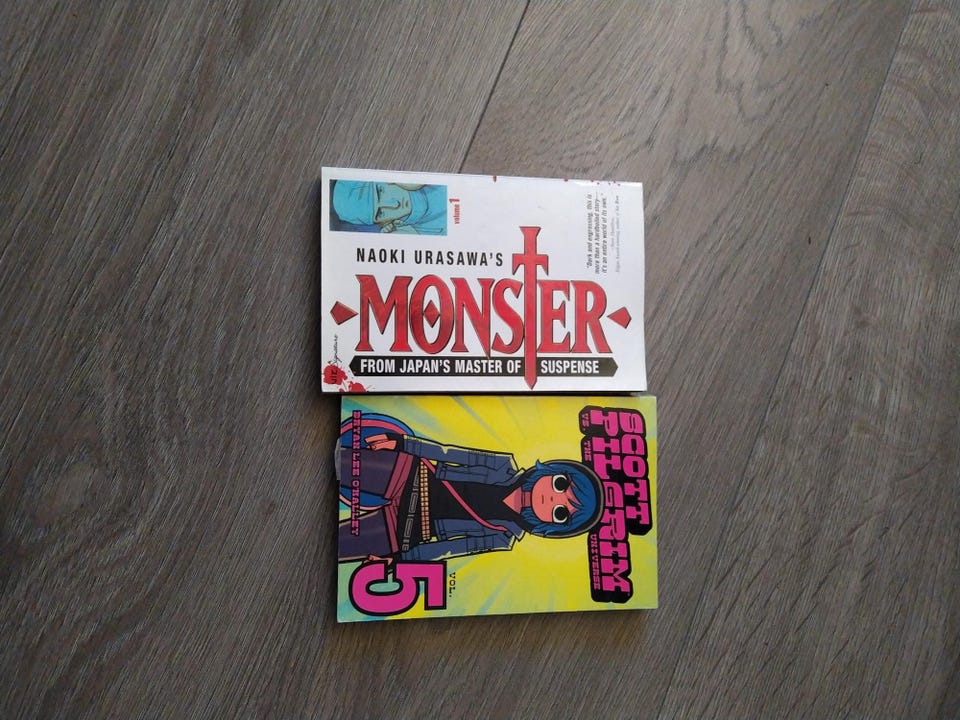 volume 1
NAOKI URASAWA'S
MONSTER
FROM JAPAN'S MASTER OF SUSPENSE
"Dark and engrossing, this is
more than a hardboiled story—
it's an entire world of its own."
Signature
SCOTT
PILGRIM
VS. THE
UNIVERSE
VOL.
5
BRYAN LEE O'MALLEY